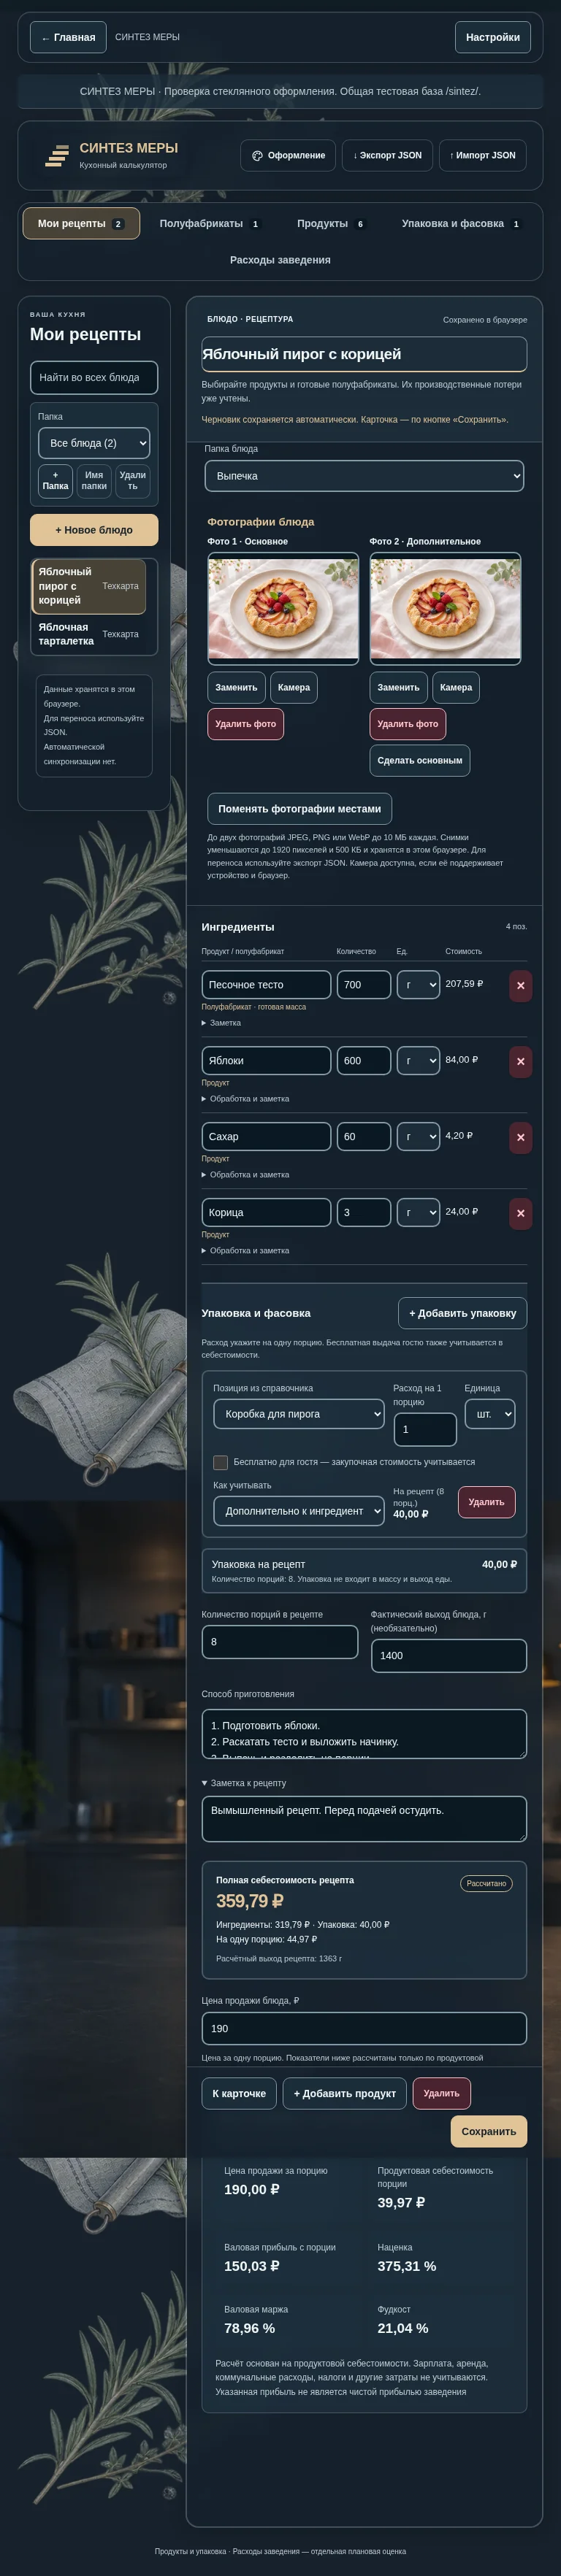 ← Главная
СИНТЕЗ МЕРЫ
Настройки
СИНТЕЗ МЕРЫ · Проверка стеклянного оформления. Общая тестовая база /sintez/.
СИНТЕЗ МЕРЫ
Кухонный калькулятор
Оформление
↓ Экспорт JSON
↑ Импорт JSON
Мои рецепты 2
Полуфабрикаты 1
Продукты 6
Упаковка и фасовка 1
Расходы заведения
ВАША КУХНЯ
Мои рецепты
Найти во всех блюда
Папка
Все блюда (2)
+ Папка
Имя папки
Удали
ть
+ Новое блюдо
Яблочный
пирог с
корицей
Техкарта
Яблочная
тарталетка
Техкарта
Данные хранятся в этом
браузере.
Для переноса используйте
JSON.
Автоматической
синхронизации нет.
БЛЮДО · РЕЦЕПТУРА
Сохранено в браузере
Яблочный пирог с корицей
Выбирайте продукты и готовые полуфабрикаты. Их производственные потери
уже учтены.
Черновик сохраняется автоматически. Карточка — по кнопке «Сохранить».
Папка блюда
Выпечка
Фотографии блюда
Фото 1 · Основное
Фото 2 · Дополнительное
Заменить
Камера
Удалить фото
Заменить
Камера
Удалить фото
Сделать основным
Поменять фотографии местами
До двух фотографий JPEG, PNG или WebP до 10 МБ каждая. Снимки
уменьшаются до 1920 пикселей и 500 КБ и хранятся в этом браузере. Для
переноса используйте экспорт JSON. Камера доступна, если её поддерживает
устройство и браузер.
Ингредиенты
4 поз.
Продукт / полуфабрикат
Количество
Ед.
Стоимость
Песочное тесто 700 г 207,59 ₽ ×
Полуфабрикат · готовая масса
▶ Заметка
Яблоки 600 г 84,00 ₽ ×
Продукт
▶ Обработка и заметка
Сахар 60 г 4,20 ₽ ×
Продукт
▶ Обработка и заметка
Корица 3 г 24,00 ₽ ×
Продукт
▶ Обработка и заметка
Упаковка и фасовка
+ Добавить упаковку
Расход укажите на одну порцию. Бесплатная выдача гостю также учитывается в
себестоимости.
Позиция из справочника
Коробка для пирога
Расход на 1
порцию
1
Единица
шт.
Бесплатно для гостя — закупочная стоимость учитывается
Как учитывать
Дополнительно к ингредиент
На рецепт (8
порц.)
40,00 ₽
Удалить
Упаковка на рецепт
40,00 ₽
Количество порций: 8. Упаковка не входит в массу и выход еды.
Количество порций в рецепте
8
Фактический выход блюда, г
(необязательно)
1400
Способ приготовления
1. Подготовить яблоки.
2. Раскатать тесто и выложить начинку.
3. Выпечь и разделить на порции.
▼ Заметка к рецепту
Вымышленный рецепт. Перед подачей остудить.
Полная себестоимость рецепта
Рассчитано
359,79 ₽
Ингредиенты: 319,79 ₽ · Упаковка: 40,00 ₽
На одну порцию: 44,97 ₽
Расчётный выход рецепта: 1363 г
Цена продажи блюда, ₽
190
Цена за одну порцию. Показатели ниже рассчитаны только по продуктовой
К карточке
+ Добавить продукт
Удалить
Сохранить
Цена продажи за порцию
190,00 ₽
Продуктовая себестоимость
порции
39,97 ₽
Валовая прибыль с порции
150,03 ₽
Наценка
375,31 %
Валовая маржа
78,96 %
Фудкост
21,04 %
Расчёт основан на продуктовой себестоимости. Зарплата, аренда,
коммунальные расходы, налоги и другие затраты не учитываются.
Указанная прибыль не является чистой прибылью заведения
Продукты и упаковка · Расходы заведения — отдельная плановая оценка